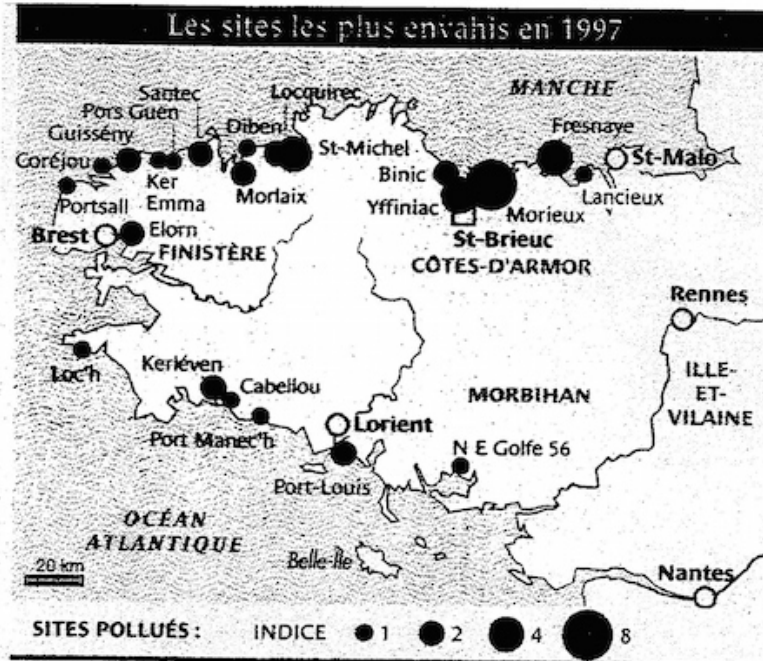 Les sites les plus envahis en 1997
MANCHE
Santec
Locquirec
Pors Guen
Diben
Fresnaye
Guissény
St-Michel
St-Malo
Coréjou
Binic
Ker
Emma
Morlaix
Lancieux
Portsall
Yffiniac
Morieux
Brest
Elorn
St-Brieuc
FINISTÈRE
CÔTES-D'ARMOR
Rennes
Loc'h
Kerléven
Cabellou
MORBIHAN
ILLE-
ET-
VILAINE
Port Manec'h
Lorient
N E Golfe 56
Port-Louis
OCÉAN
ATLANTIQUE
Belle-Île
20 km
Nantes
SITES POLLUÉS : INDICE 1 2 4 8